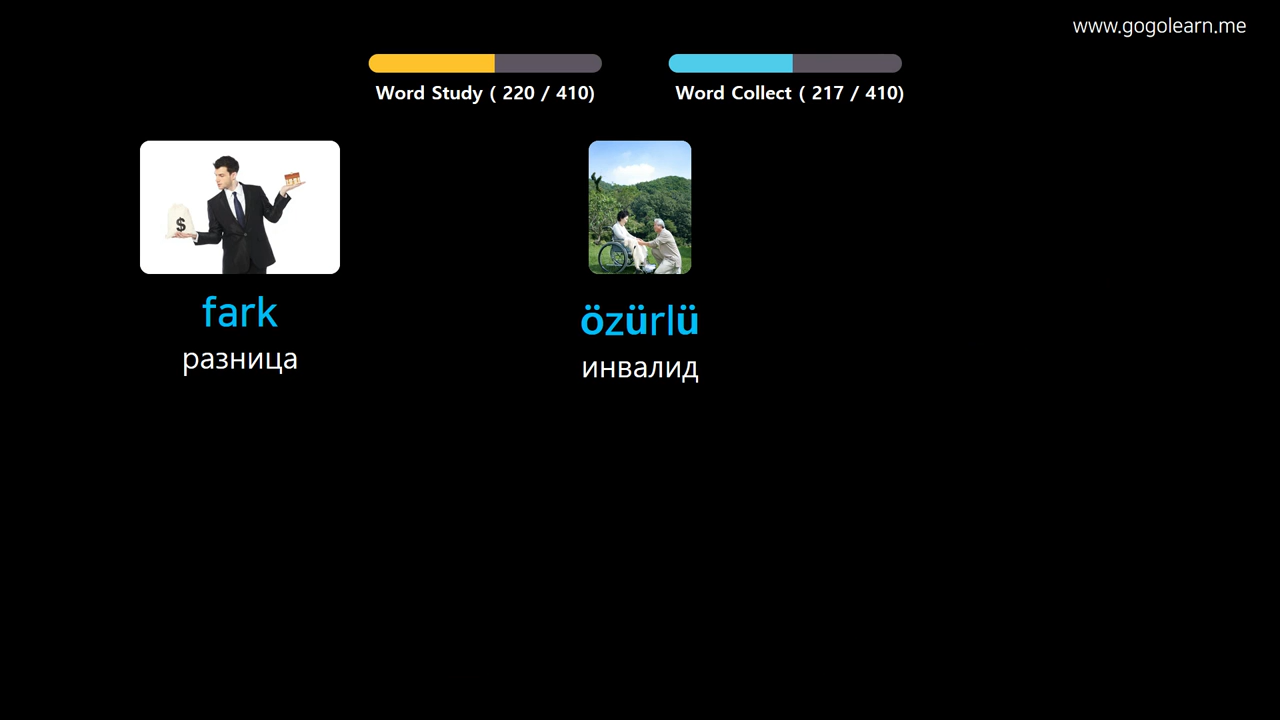 www.gogolearn.me
Word Study ( 220 / 410)
Word Collect ( 217 / 410)
$
fark
özürlü
разница
инвалид